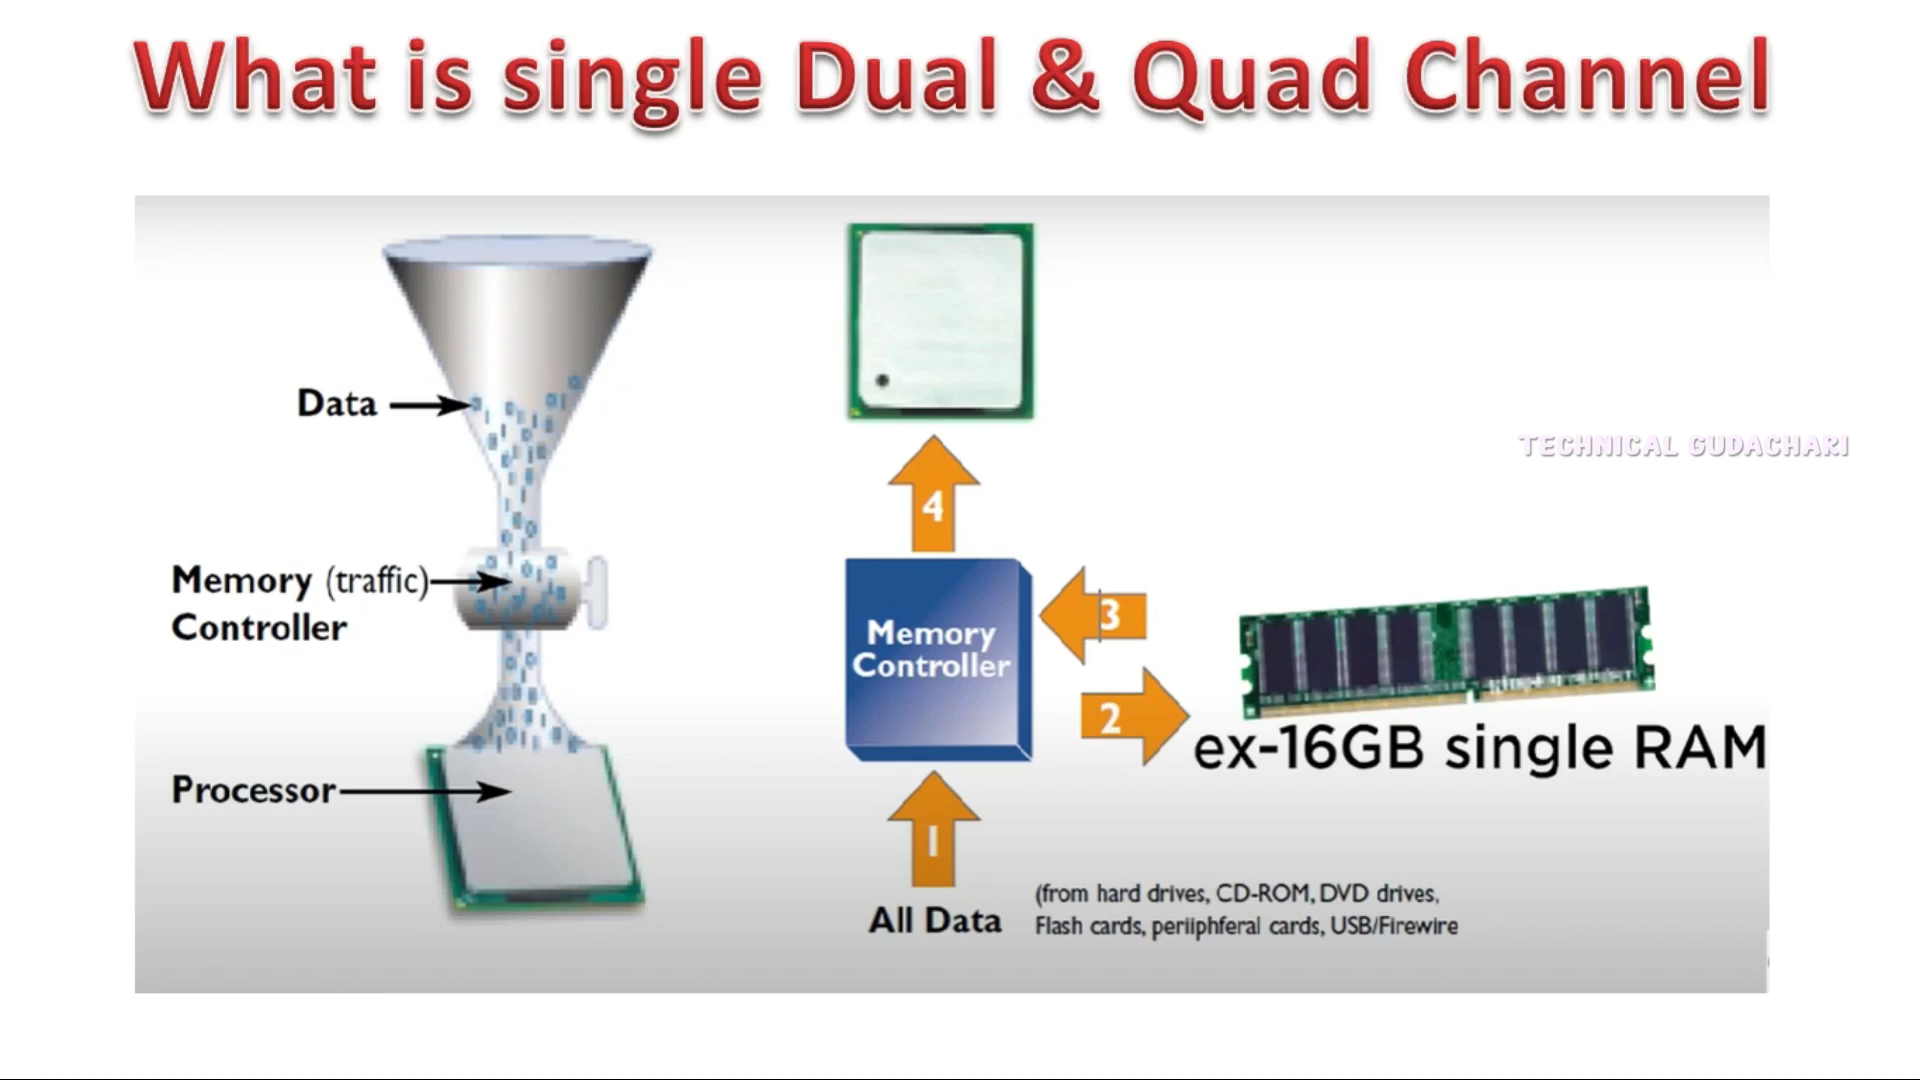 What is single Dual & Quad Channel
Data
Memory (traffic)
Controller
Processor
4
TECHNICAL GUDACHARI
3
Memory
Controller
2
ex-16GB single RAM
1
All Data
(from hard drives, CD-ROM, DVD drives,
Flash cards, periiphferal cards, USB/Firewire